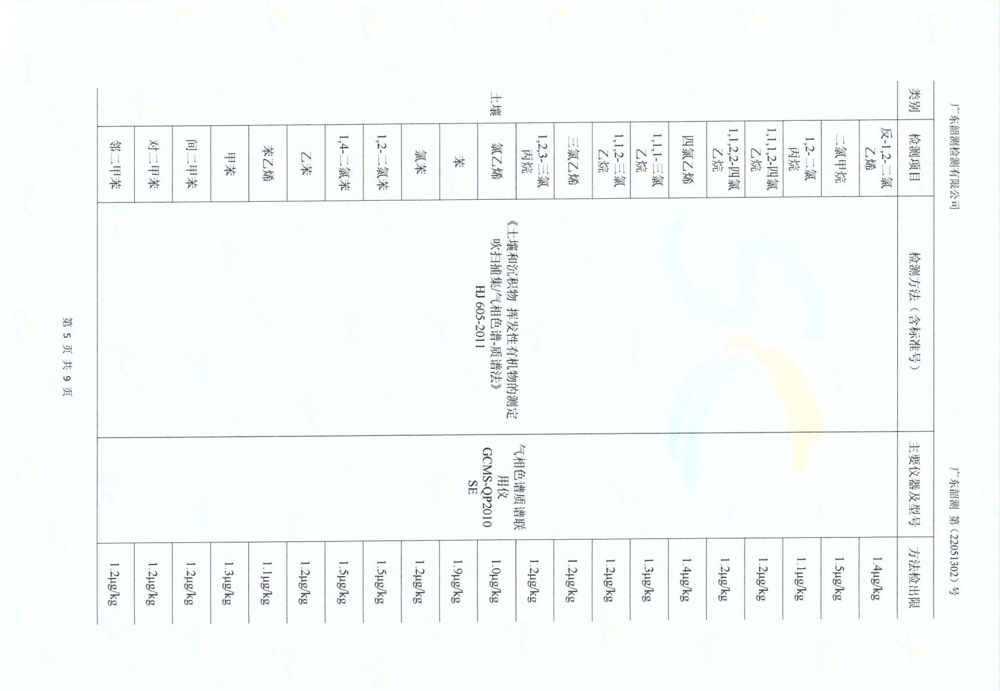 广东韶测检测有限公司 广东韶测 第（22051302）号
类别 检测项目 检测方法（含标准号） 主要仪器及型号 方法检出限
土壤
反-1,2-二氯
乙烯
1.4μg/kg
二氯甲烷 1.5μg/kg
1,2-二氯
丙烷
1.1μg/kg
1,1,1,2-四氯
乙烷
1.2μg/kg
1,1,2,2-四氯
乙烷
1.2μg/kg
四氯乙烯 1.4μg/kg
1,1,1-三氯
乙烷
1.3μg/kg
1,1,2-三氯
乙烷
1.2μg/kg
三氯乙烯 1.2μg/kg
1,2,3-三氯
丙烷
1.2μg/kg
《土壤和沉积物 挥发性有机物的测定
吹扫捕集/气相色谱-质谱法》
HJ 605-2011
气相色谱质谱联
用仪
GCMS-QP2010
SE
氯乙烯 1.0μg/kg
苯 1.9μg/kg
氯苯 1.2μg/kg
1,2-二氯苯 1.5μg/kg
1,4-二氯苯 1.5μg/kg
乙苯 1.2μg/kg
苯乙烯 1.1μg/kg
甲苯 1.3μg/kg
间二甲苯 1.2μg/kg
对二甲苯 1.2μg/kg
邻二甲苯 1.2μg/kg
第 5 页 共 9 页